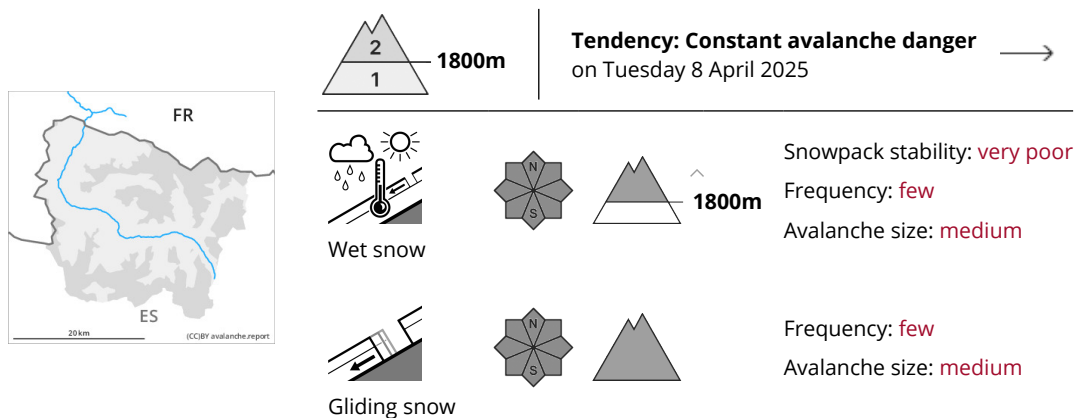 2
1
1800m
Tendency: Constant avalanche danger
on Tuesday 8 April 2025
FR
ES
20 km
(CC)BY avalanche.report
Wet snow
N
S
1800m
Snowpack stability: very poor
Frequency: few
Avalanche size: medium
Gliding snow
N
S
Frequency: few
Avalanche size: medium